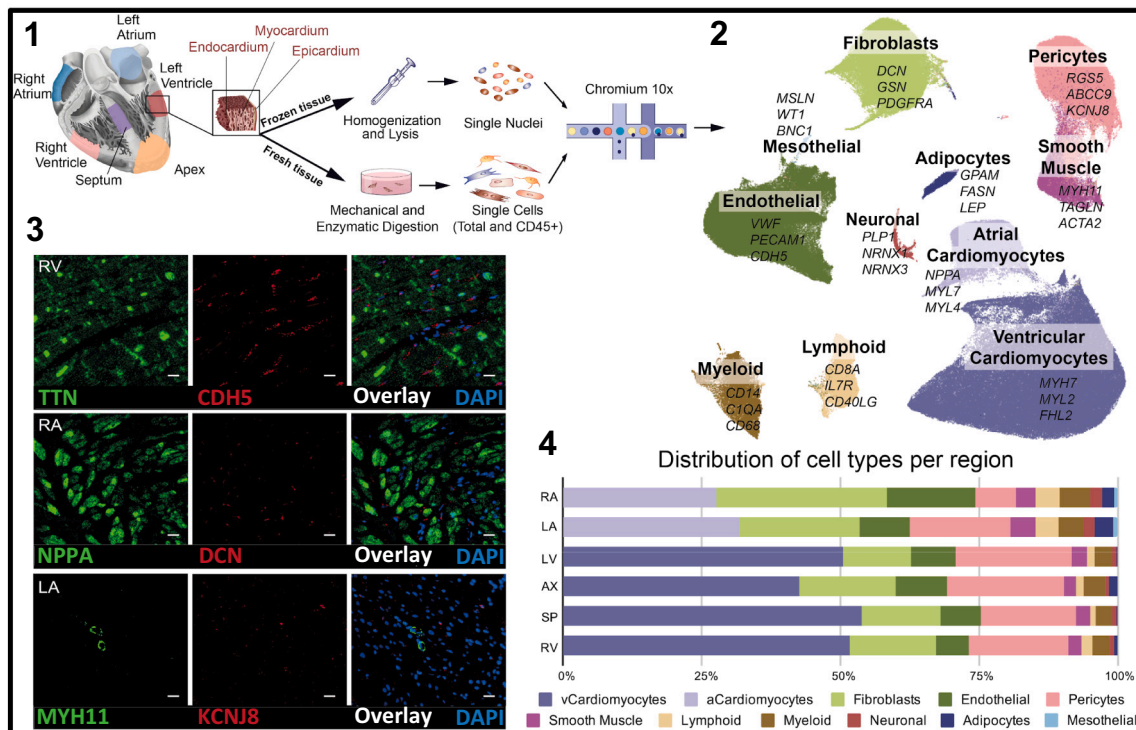 1
Left
Atrium
Right
Atrium
Left
Ventricle
Right
Ventricle
Septum
Apex
Endocardium
Myocardium
Epicardium
Frozen tissue
Fresh tissue
Homogenization
and Lysis
Single Nuclei
Mechanical and
Enzymatic Digestion
Single Cells
(Total and CD45+)
Chromium 10x
2
Fibroblasts
DCN
GSN
PDGFRA
Pericytes
RGS5
ABCC9
KCNJ8
MSLN
WT1
BNC1
Mesothelial
Adipocytes
GPAM
FASN
LEP
Smooth
Muscle
MYH11
TAGLN
ACTA2
Endothelial
VWF
PECAM1
CDH5
Neuronal
PLP1
NRNX1
NRNX3
Atrial
Cardiomyocytes
NPPA
MYL7
MYL4
Ventricular
Cardiomyocytes
MYH7
MYL2
FHL2
Myeloid
CD14
C1QA
CD68
Lymphoid
CD8A
IL7R
CD40LG
3
RV
TTN CDH5 Overlay DAPI
RA
NPPA DCN Overlay DAPI
LA
MYH11 KCNJ8 Overlay DAPI
4
Distribution of cell types per region
RA
LA
LV
AX
SP
RV
0% 25% 50% 75% 100%
vCardiomyocytes aCardiomyocytes Fibroblasts Endothelial Pericytes
Smooth Muscle Lymphoid Myeloid Neuronal Adipocytes Mesothelial